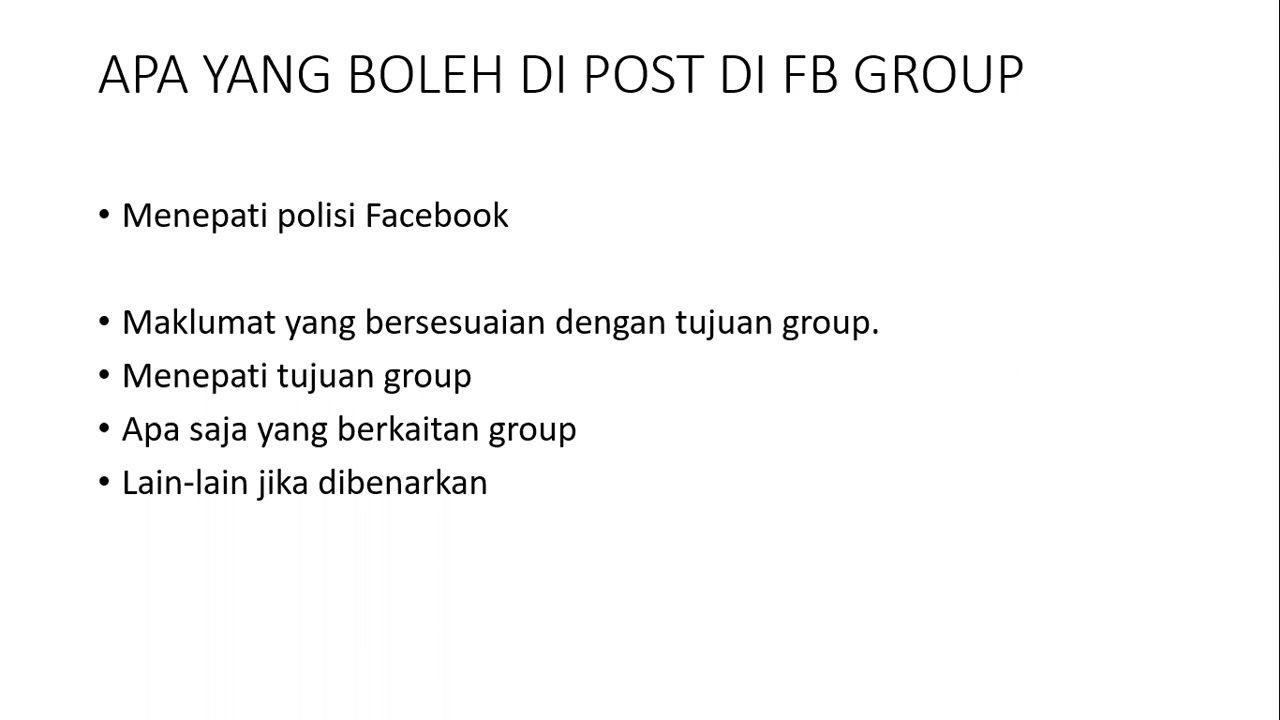 APA YANG BOLEH DI POST DI FB GROUP
• Menepati polisi Facebook
• Maklumat yang bersesuaian dengan tujuan group.
• Menepati tujuan group
• Apa saja yang berkaitan group
• Lain-lain jika dibenarkan